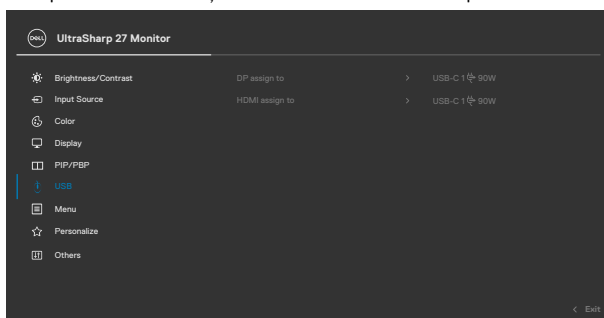 DELL
UltraSharp 27 Monitor
Brightness/Contrast DP assign to > USB-C 1 90W
Input Source HDMI assign to > USB-C 1 90W
Color
Display
PIP/PBP
USB
Menu
Personalize
Others
< Exit